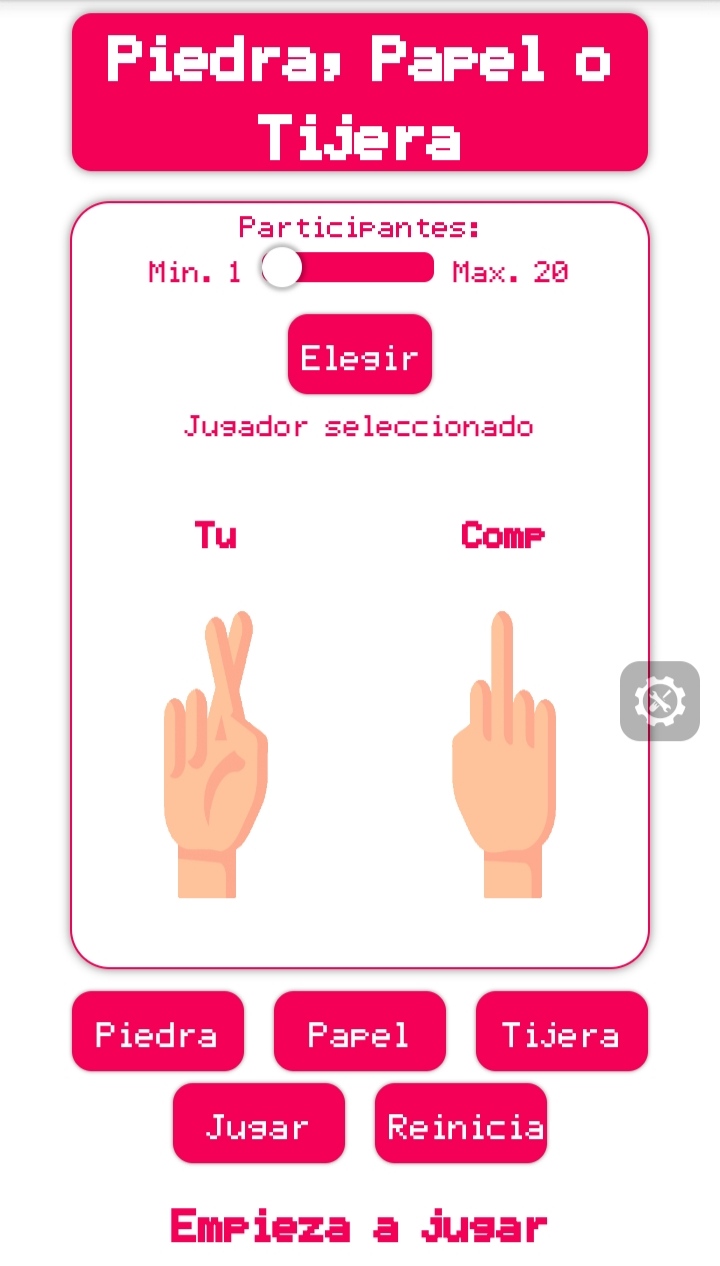 Piedra, Papel o
Tijera
Participantes:
Min. 1
Max. 20
Elegir
Jugador seleccionado
Tu
Comp
Piedra
Papel
Tijera
Jugar
Reinicia
Empieza a jugar